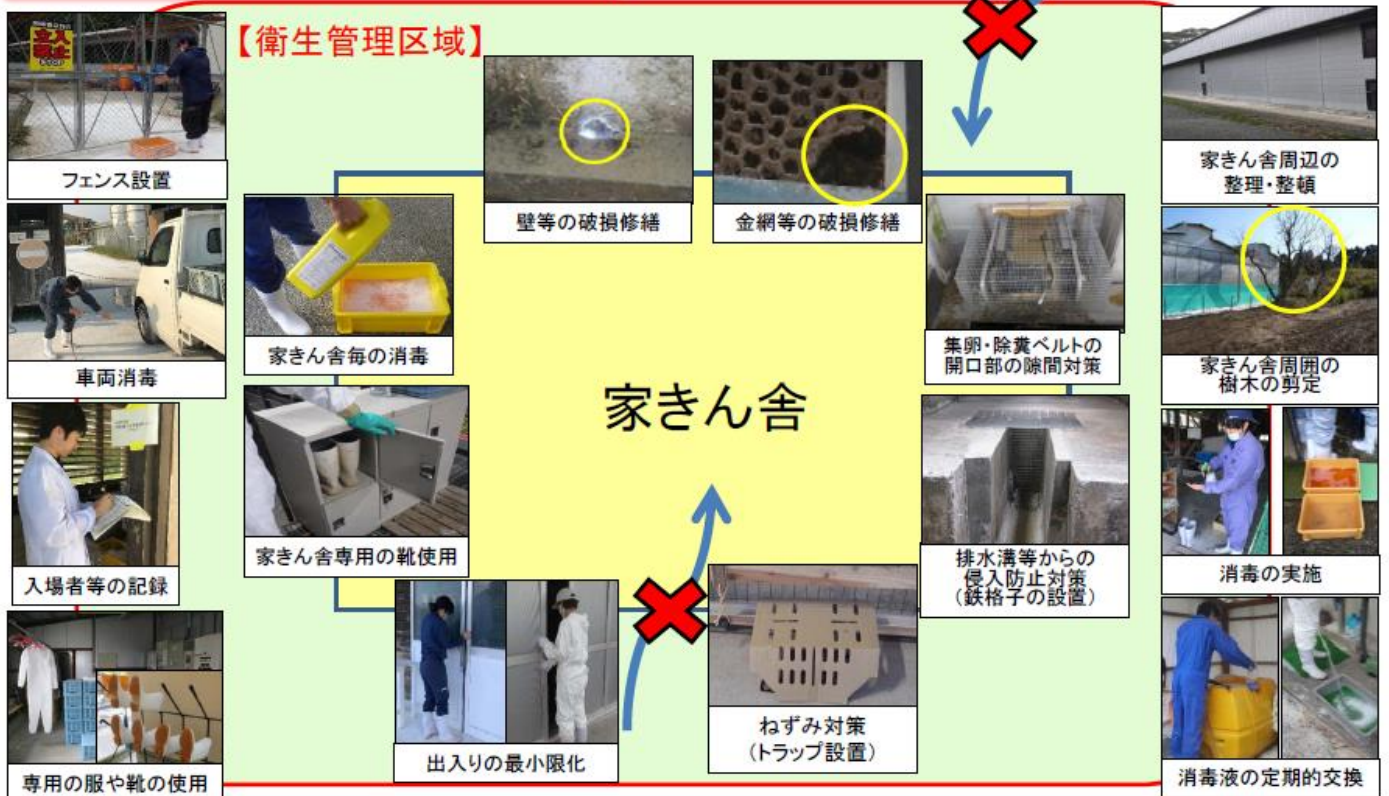 【衛生管理区域】
立入
禁止
フェンス設置
車両消毒
入場者等の記録
専用の服や靴の使用
家きん舎毎の消毒
家きん舎専用の靴使用
壁等の破損修繕
金網等の破損修繕
家きん舎
出入りの最小限化
ねずみ対策
(トラップ設置)
集卵・除糞ベルトの
開口部の隙間対策
排水溝等からの
侵入防止対策
(鉄格子の設置)
家きん舎周辺の
整理・整頓
家きん舎周囲の
樹木の剪定
消毒の実施
消毒液の定期的交換